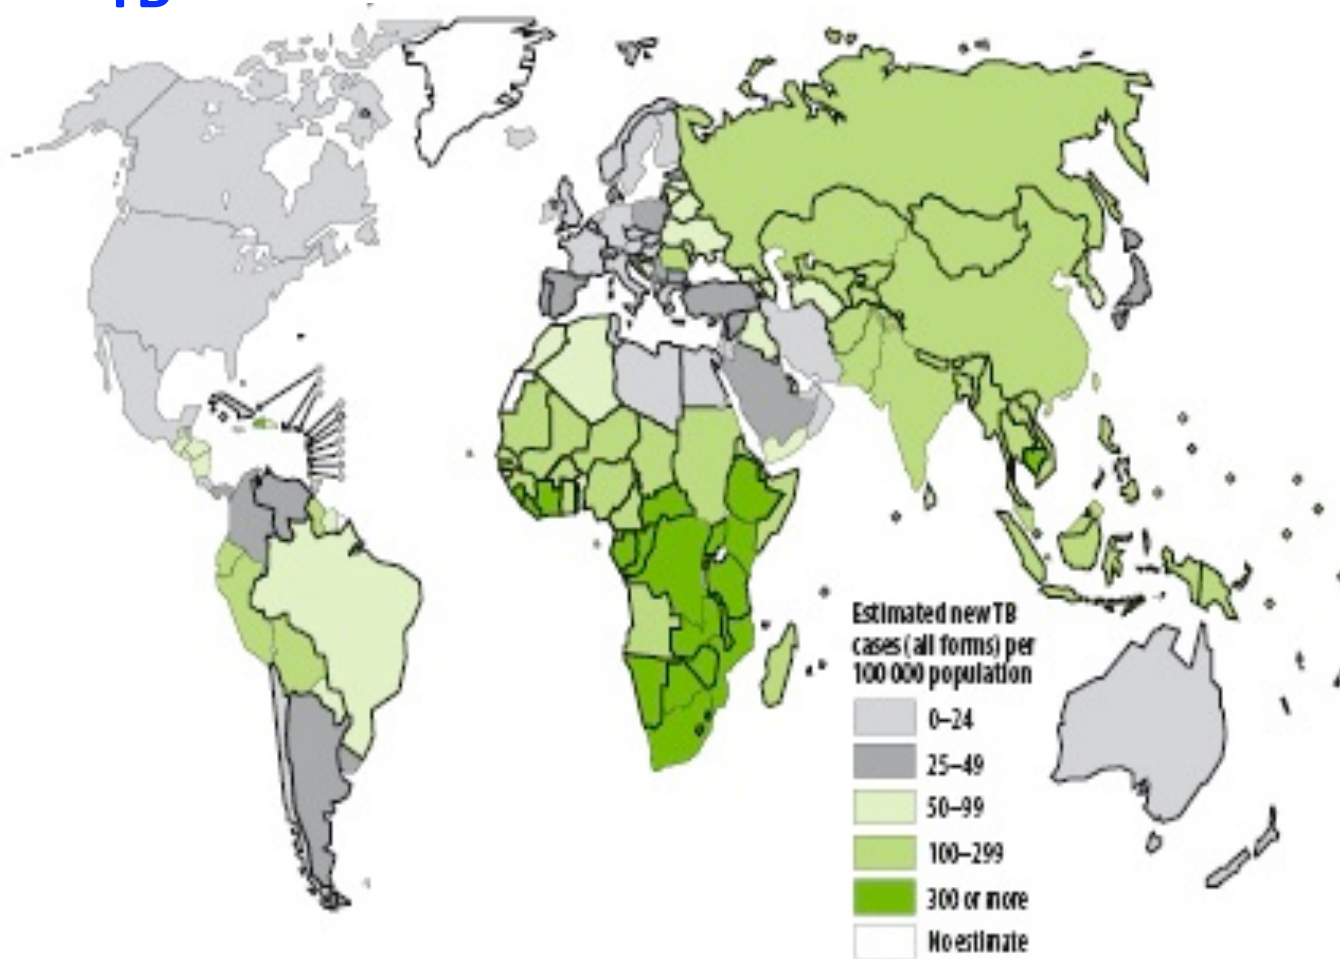 TB
Estimated new TB
cases (all forms) per
100 000 population
0–24
25–49
50–99
100–299
300 or more
No estimate